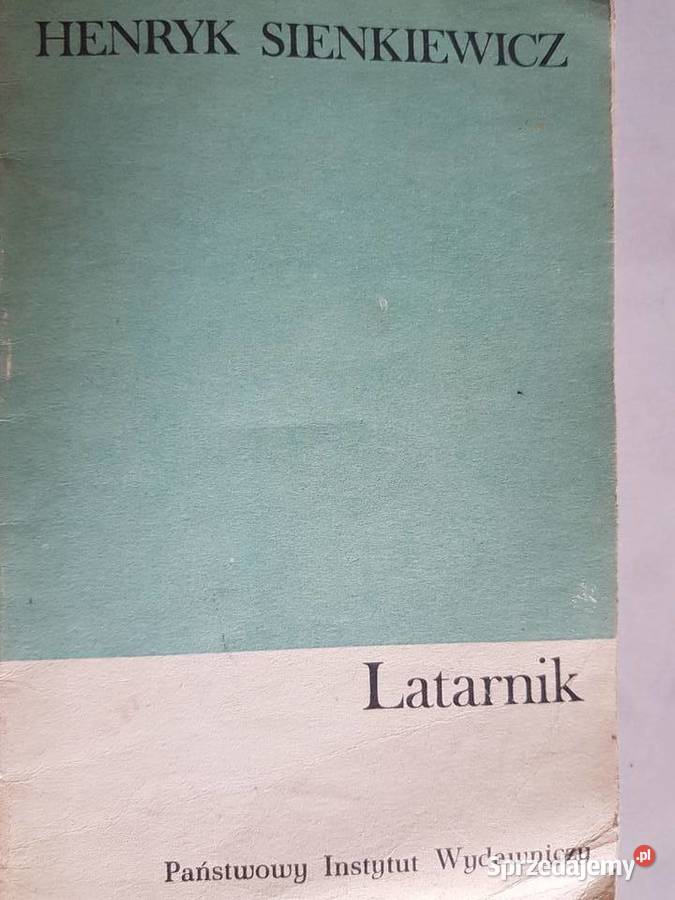 HENRYK SIENKIEWICZ
Latarnik
Państwowy Instytut Wydawniczy
Sprzedajemy.pl